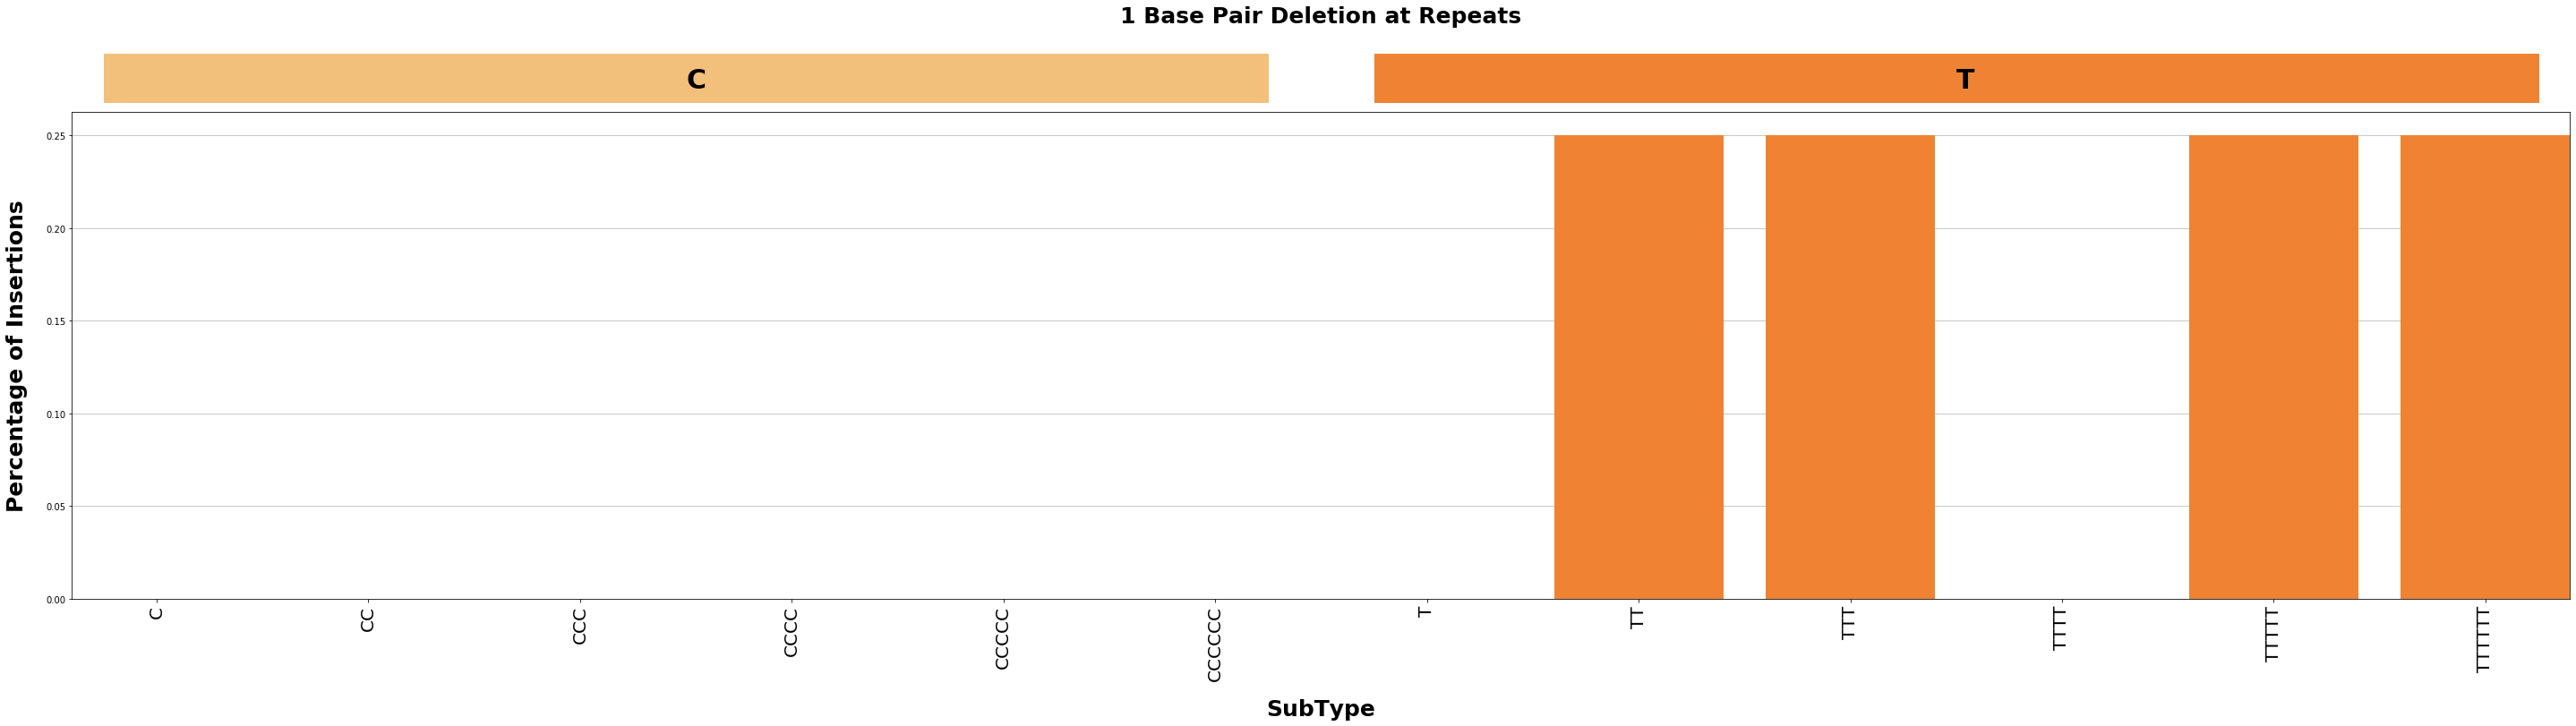 1 Base Pair Deletion at Repeats
C
T
Percentage of Insertions
0.25
0.20
0.15
0.10
0.05
0.00
C
CC
CCC
CCCC
CCCCC
CCCCCC
T
TT
TTT
TTTT
TTTTT
TTTTTT
SubType